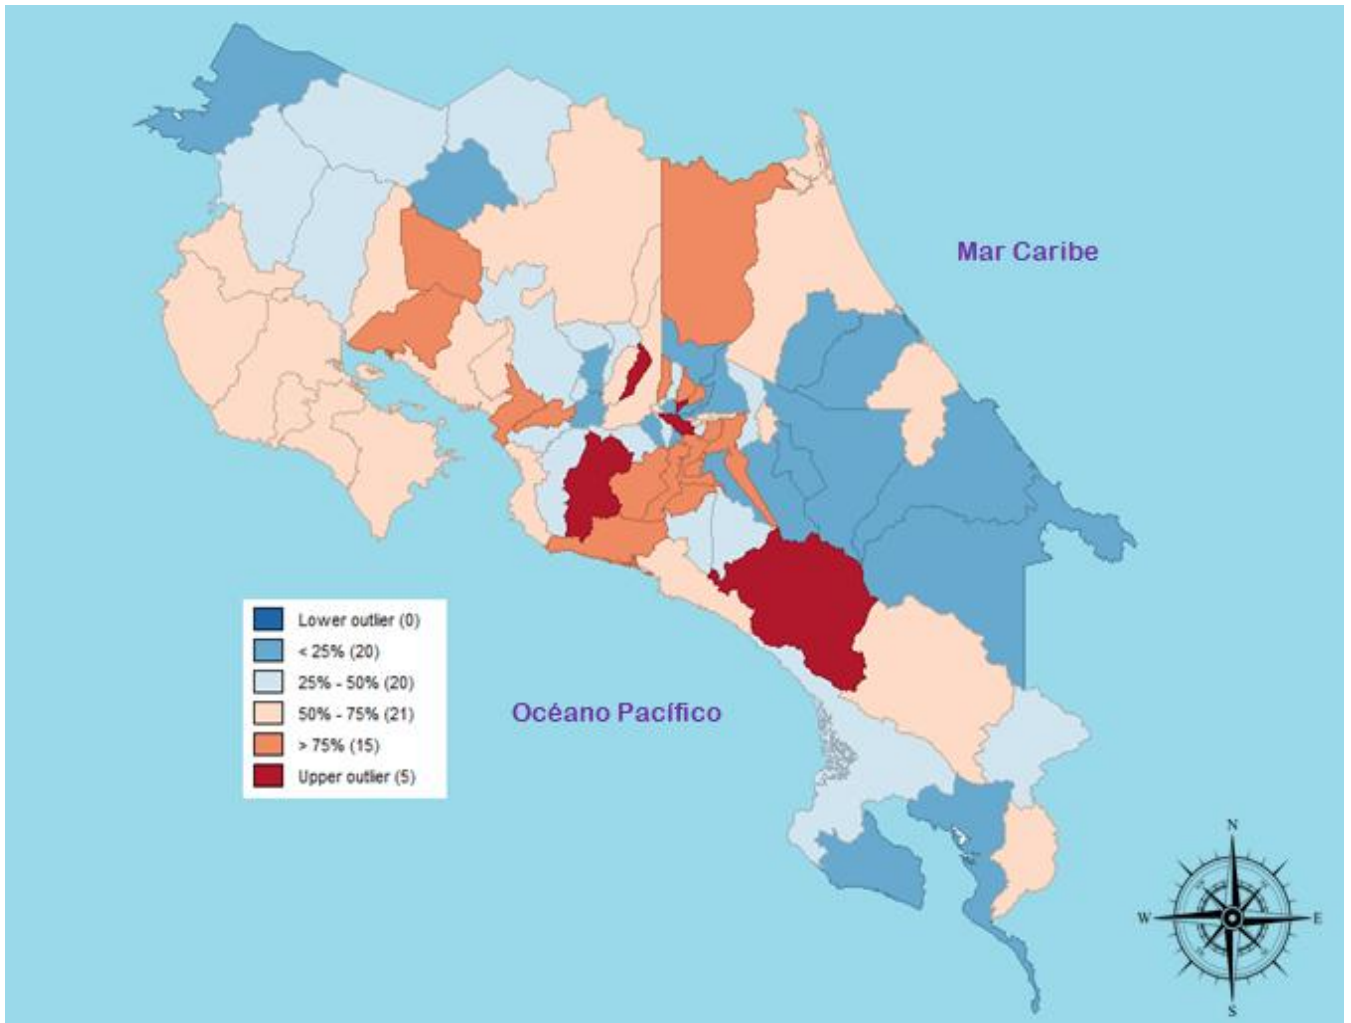 Mar Caribe
Lower outlier (0)
< 25% (20)
25% - 50% (20)
50% - 75% (21)
> 75% (15)
Upper outlier (5)
Océano Pacífico
N
W
E
S